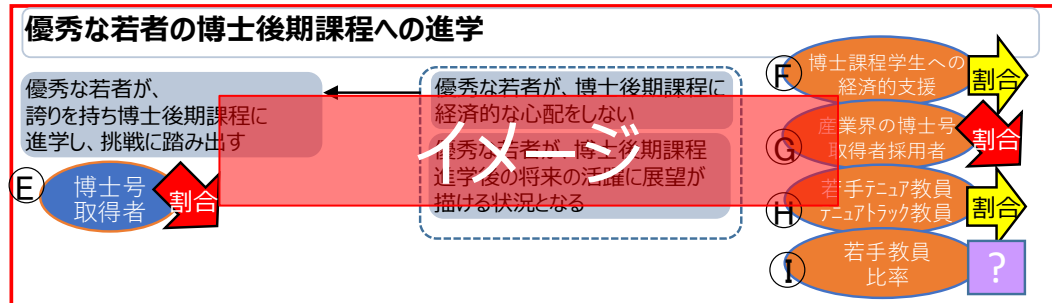 優秀な若者の博士後期課程への進学
優秀な若者が、
誇りを持ち博士後期課程に
進学し、挑戦に踏み出す
Ⓔ
博士号
取得者
割合
優秀な若者が、博士後期課程に
経済的な心配をしない
優秀な若者が、博士後期課程
進学後の将来の活躍に展望が
描ける状況となる
イメージ
Ⓕ
博士課程学生への
経済的支援
割合
Ⓖ
産業界の博士号
取得者採用者
割合
Ⓗ
若手テニュア教員
テニュアトラック教員
割合
Ⓘ
若手教員
比率
?